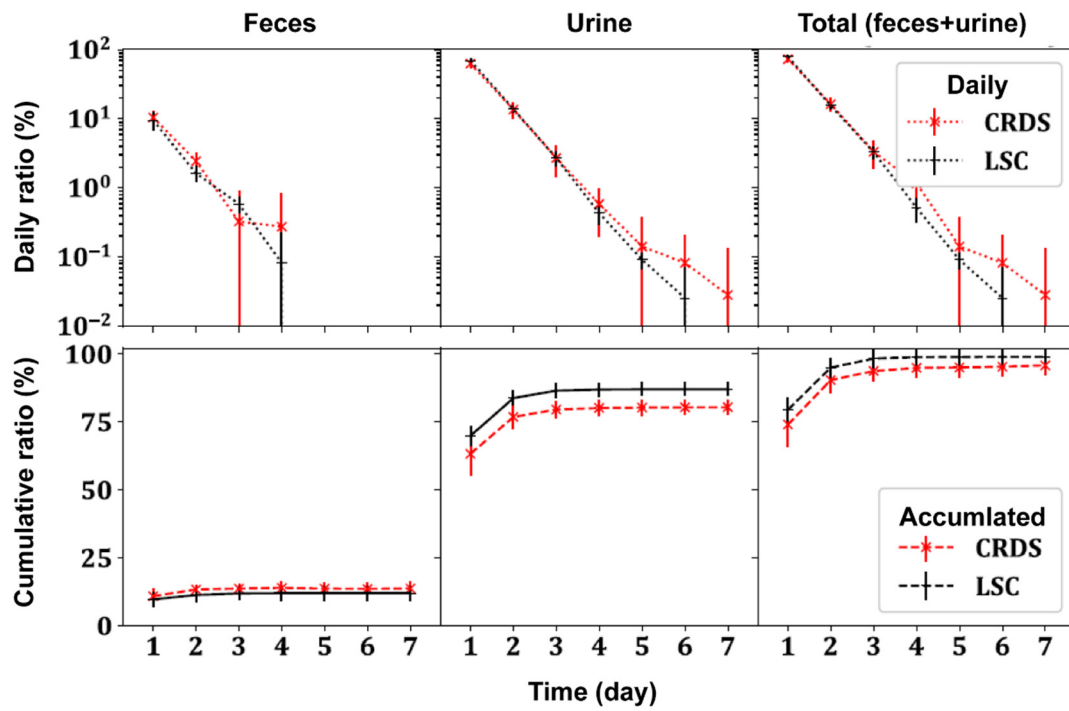 Feces Urine Total (feces+urine)
Daily ratio (%)
10² 10¹ 10⁰ 10⁻¹ 10⁻²
Daily
CRDS
LSC
Cumulative ratio (%)
100 75 50 25 0
Accumlated
CRDS
LSC
1 2 3 4 5 6 7 1 2 3 4 5 6 7 1 2 3 4 5 6 7
Time (day)